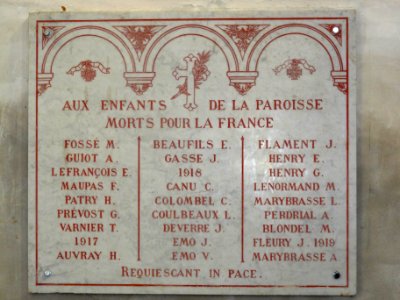 AUX ENFANTS DE LA PAROISSE
MORTS POUR LA FRANCE
FOSSÉ M.
GUIOT A.
LEFRANÇOIS E.
MAUPAS F.
PATRY H.
PRÉVOST G.
VARNIER T.
1917
AUVRAY H.
BEAUFILS E.
GASSE J.
1918
CANU C.
COLOMBEL C.
COULBEAUX L.
DEVERRE J.
EMO J.
EMO V.
FLAMENT J.
HENRY E.
HENRY G.
LENORMAND M.
MARYBRASSE L.
PERDRIAL A.
BLONDEL M.
FLEURY J. 1919
MARYBRASSE A
REQUIESCANT IN PACE.